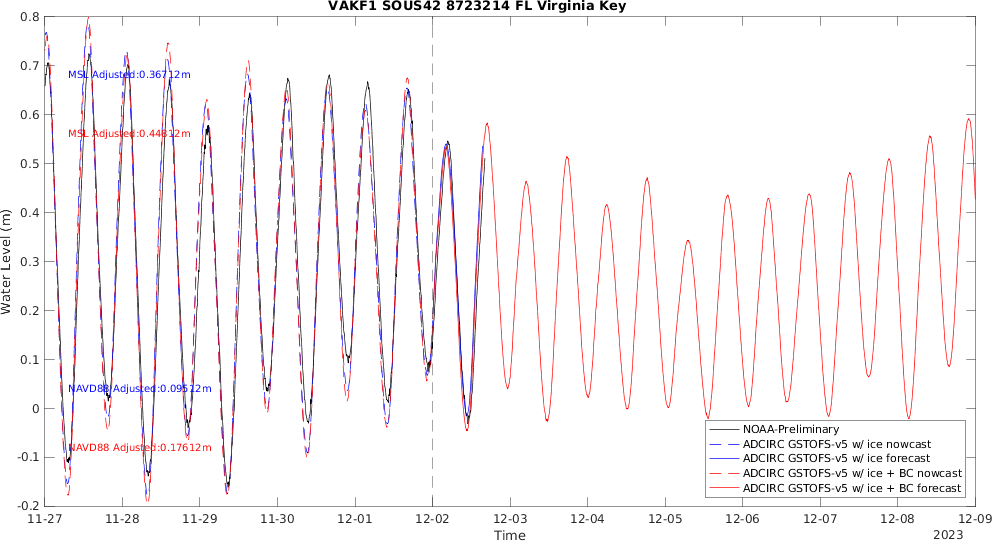 VAKF1 SOUS42 8723214 FL Virginia Key
Water Level (m)
0.8
0.7
0.6
0.5
0.4
0.3
0.2
0.1
0
-0.1
-0.2
MSL Adjusted:0.36712m
MSL Adjusted:0.44812m
NAVD88 Adjusted:0.09512m
NAVD88 Adjusted:0.17612m
NOAA-Preliminary
ADCIRC GSTOFS-v5 w/ ice nowcast
ADCIRC GSTOFS-v5 w/ ice forecast
ADCIRC GSTOFS-v5 w/ ice + BC nowcast
ADCIRC GSTOFS-v5 w/ ice + BC forecast
11-27 11-28 11-29 11-30 12-01 12-02 12-03 12-04 12-05 12-06 12-07 12-08 12-09
Time
2023